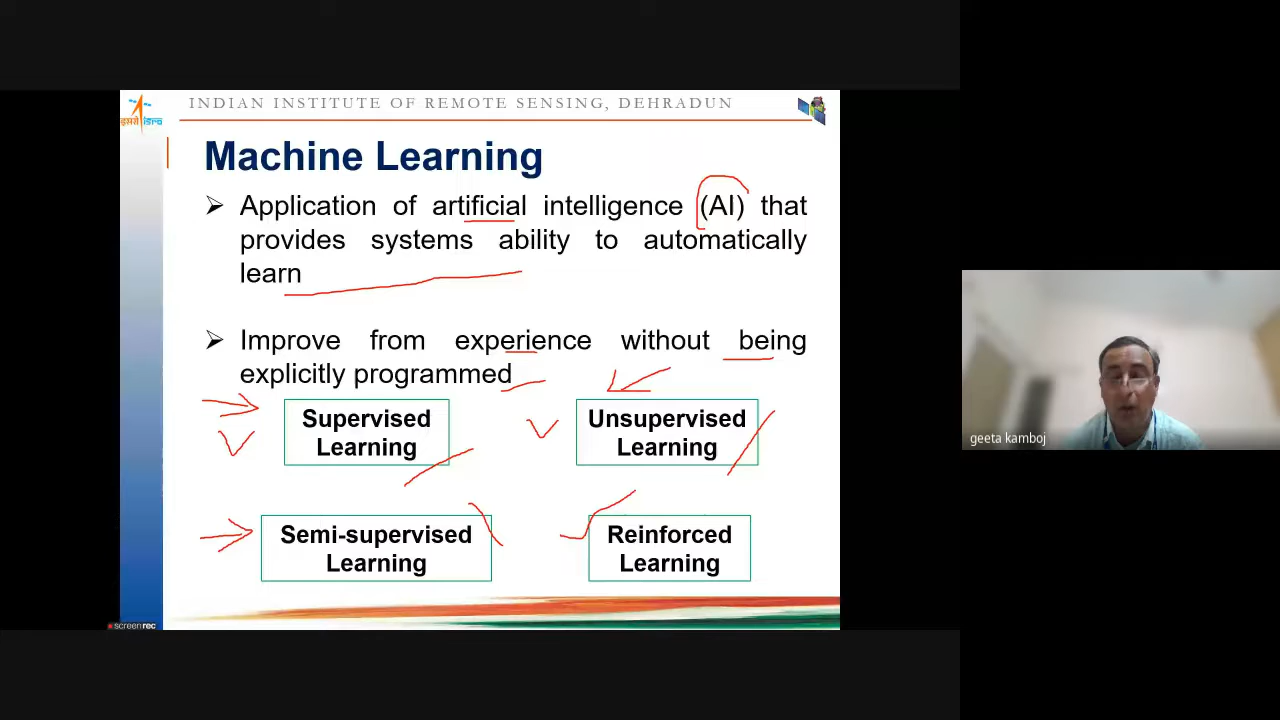 INDIAN INSTITUTE OF REMOTE SENSING, DEHRADUN
इसरो isro
Machine Learning
➢ Application of artificial intelligence (AI) that
provides systems ability to automatically
learn
➢ Improve from experience without being
explicitly programmed
Supervised
Learning
Unsupervised
Learning
Semi-supervised
Learning
Reinforced
Learning
geeta kamboj
screenrec